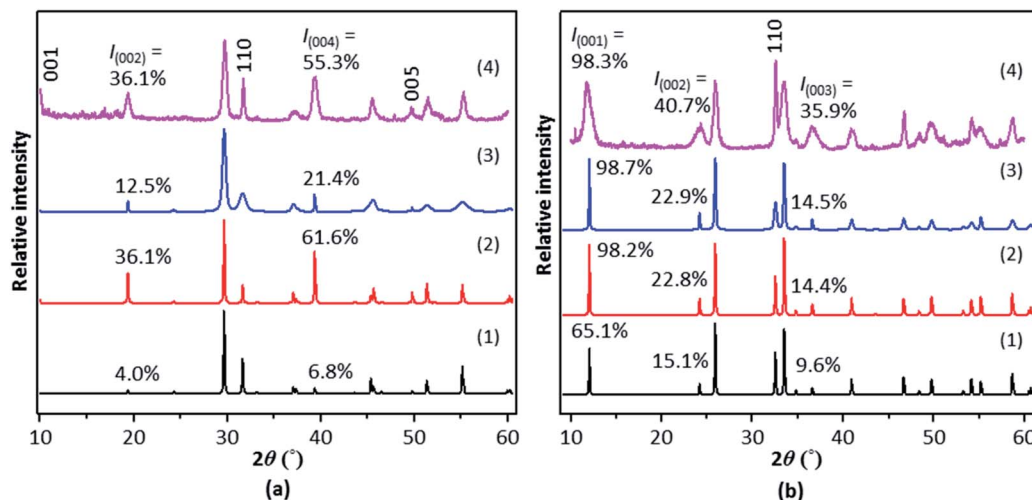 001
I(002) =
36.1%
110
I(004) =
55.3%
005
(4)
12.5%
21.4%
(3)
36.1%
61.6%
(2)
4.0%
6.8%
(1)
Relative intensity
10 20 30 40 50 60
2θ (°)
(a)
I(001) =
98.3%
I(002) =
40.7%
110
I(003) =
35.9%
(4)
98.7%
22.9%
14.5%
(3)
98.2%
22.8%
14.4%
(2)
65.1%
15.1%
9.6%
(1)
Relative intensity
10 20 30 40 50 60
2θ (°)
(b)